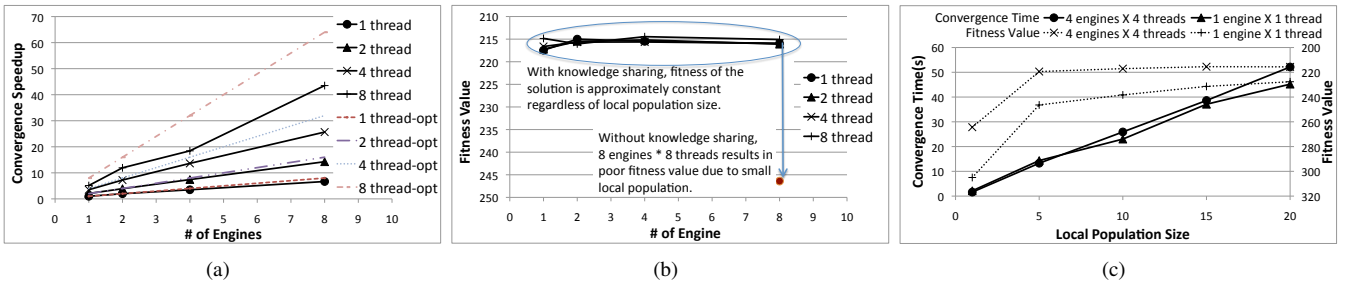 Convergence Speedup
70
60
50
40
30
20
10
0
0 1 2 3 4 5 6 7 8 9 10
# of Engines
1 thread
2 thread
4 thread
8 thread
1 thread-opt
2 thread-opt
4 thread-opt
8 thread-opt
(a)
Fitness Value
210
215
220
225
230
235
240
245
250
0 1 2 3 4 5 6 7 8 9 10
# of Engine
With knowledge sharing, fitness of the
solution is approximately constant
regardless of local population size.
Without knowledge sharing,
8 engines * 8 threads results in
poor fitness value due to small
local population.
1 thread
2 thread
4 thread
8 thread
(b)
Convergence Time 4 engines X 4 threads 1 engine X 1 thread
Fitness Value 4 engines X 4 threads 1 engine X 1 thread
Convergence Time(s)
60
50
40
30
20
10
0
0 5 10 15 20
Local Population Size
200
220
240
260
280
300
320
Fitness Value
(c)